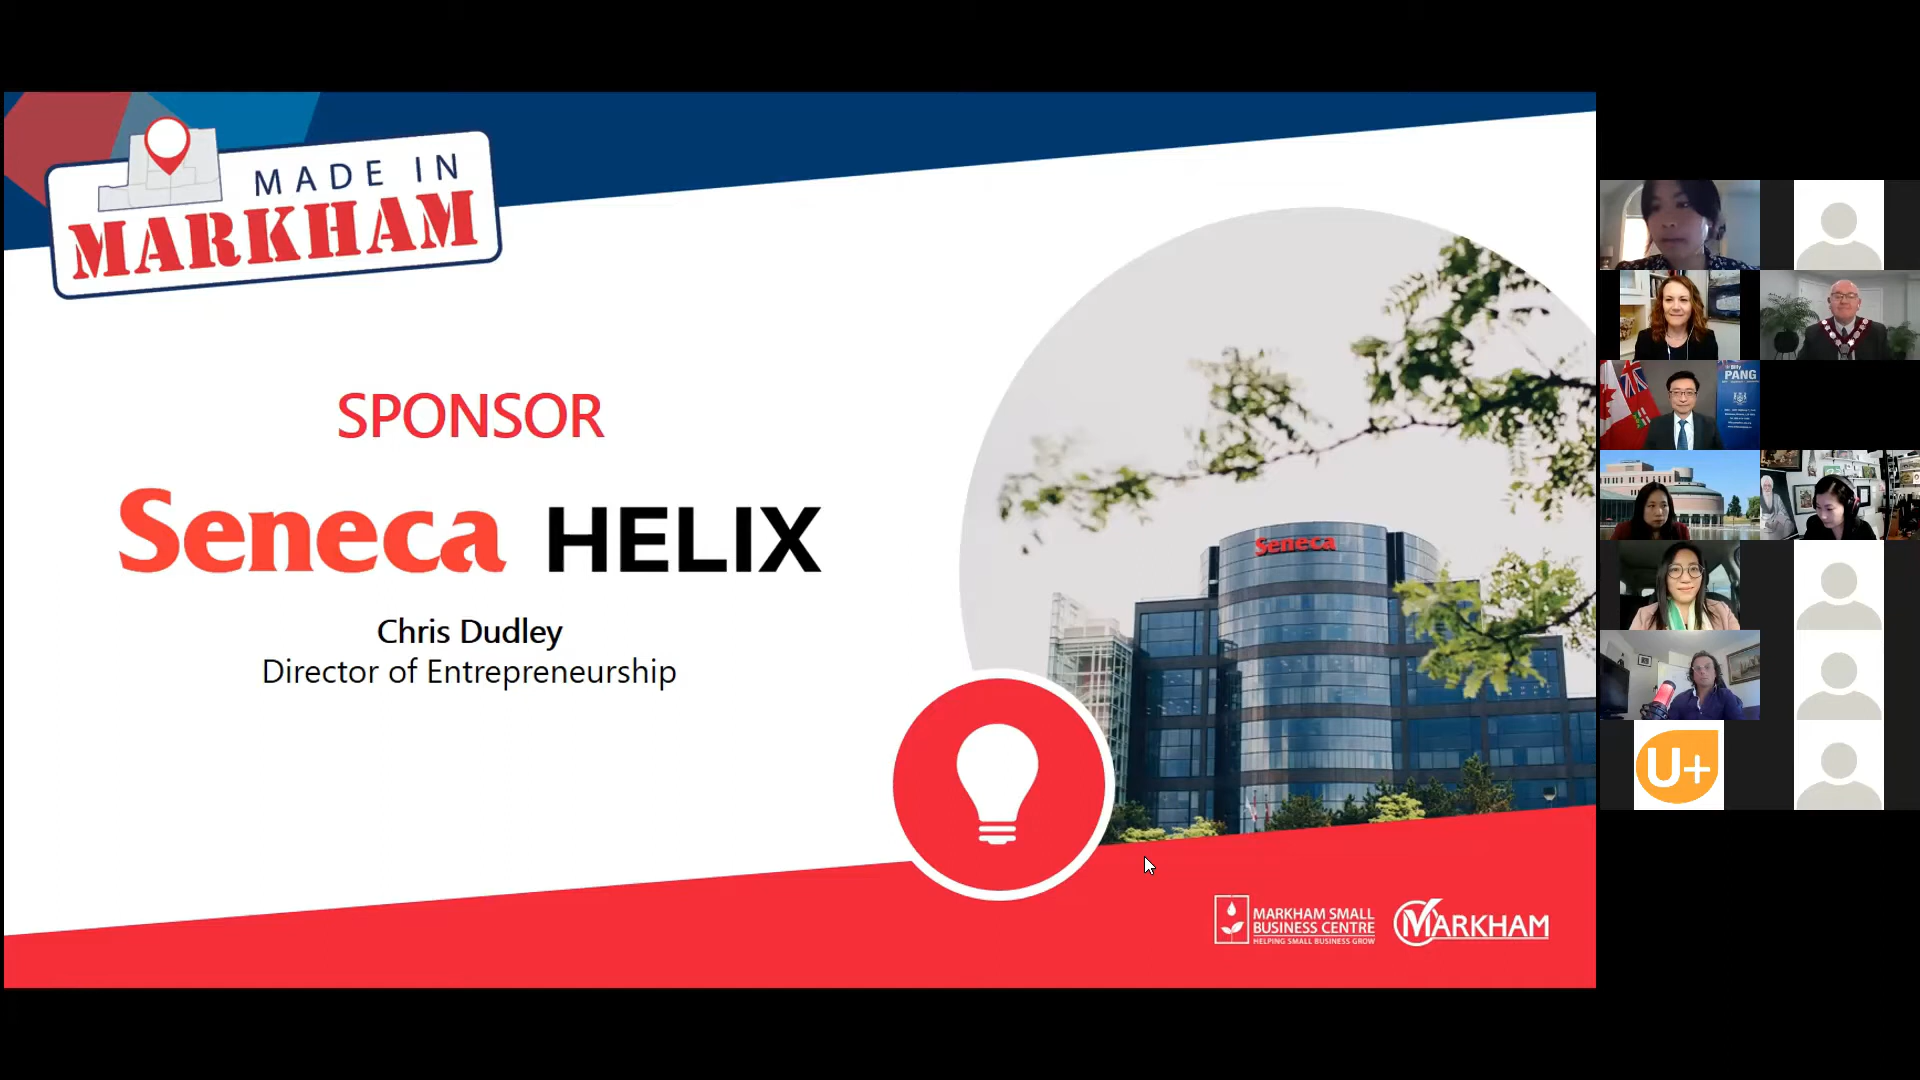 MADE IN
MARKHAM
SPONSOR
Seneca HELIX
Chris Dudley
Director of Entrepreneurship
Seneca
MARKHAM SMALL
BUSINESS CENTRE
HELPING SMALL BUSINESS GROW
MARKHAM
Billy
PANG
U+